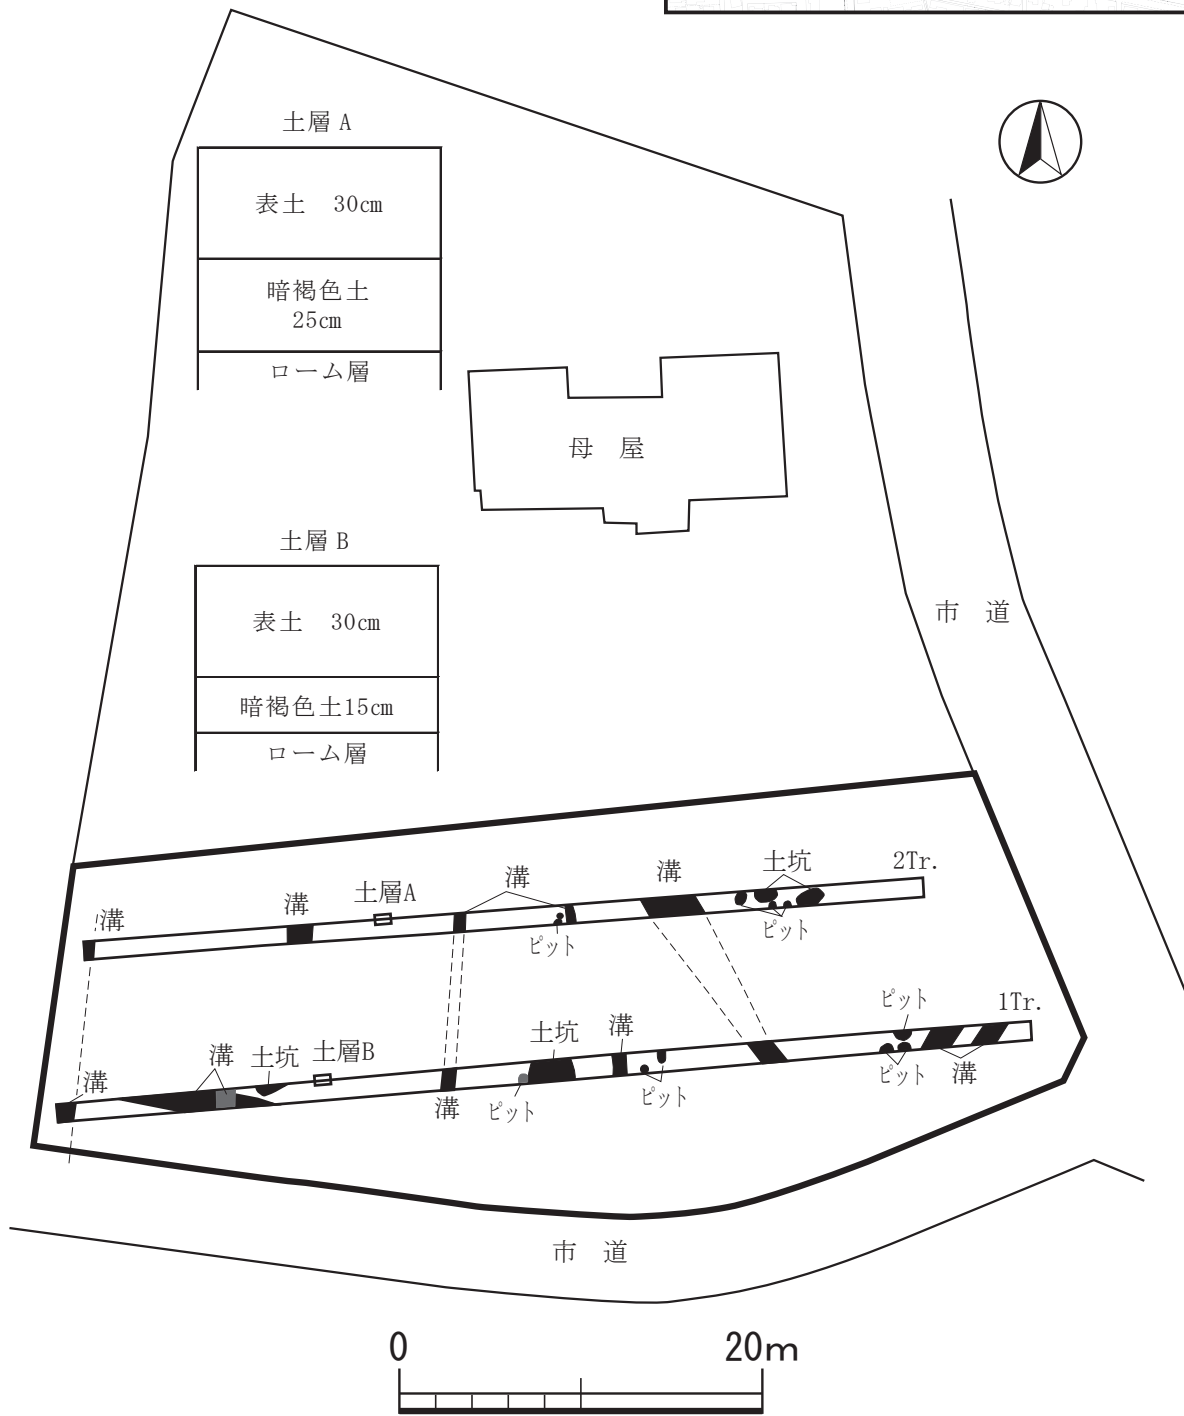 土層 A
表土　30cm
暗褐色土
25cm
ローム層
母　屋
土層 B
表土　30cm
暗褐色土15cm
ローム層
市　道
2Tr.
土坑
溝
溝
土層A
溝
溝
ピット
ピット
1Tr.
ピット
溝
土坑
土層B
溝
土坑
溝
溝
ピット
ピット
ピット
溝
市　道
0
20m